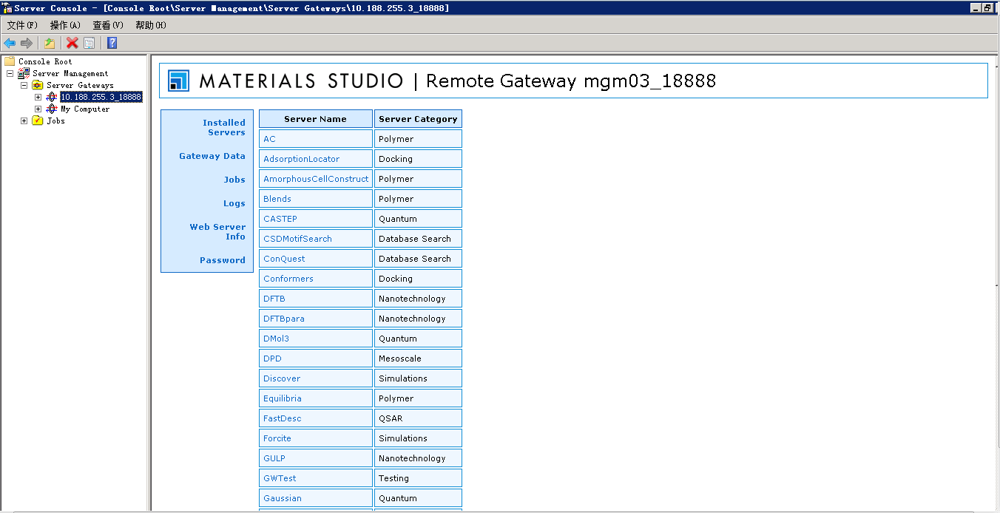 Server Console - [Console Root\Server Management\Server Gateways\10.188.255.3_18888]
文件(F) 操作(A) 查看(V) 帮助(H)
Console Root
Server Management
Server Gateways
10.188.255.3_18888
My Computer
Jobs
MATERIALS STUDIO | Remote Gateway mgm03_18888
Installed
Servers
Gateway Data
Jobs
Logs
Web Server
Info
Password
Server Name Server Category
AC Polymer
AdsorptionLocator Docking
AmorphousCellConstruct Polymer
Blends Polymer
CASTEP Quantum
CSDMotifSearch Database Search
ConQuest Database Search
Conformers Docking
DFTB Nanotechnology
DFTBpara Nanotechnology
DMol3 Quantum
DPD Mesoscale
Discover Simulations
Equilibria Polymer
FastDesc QSAR
Forcite Simulations
GULP Nanotechnology
GWTest Testing
Gaussian Quantum